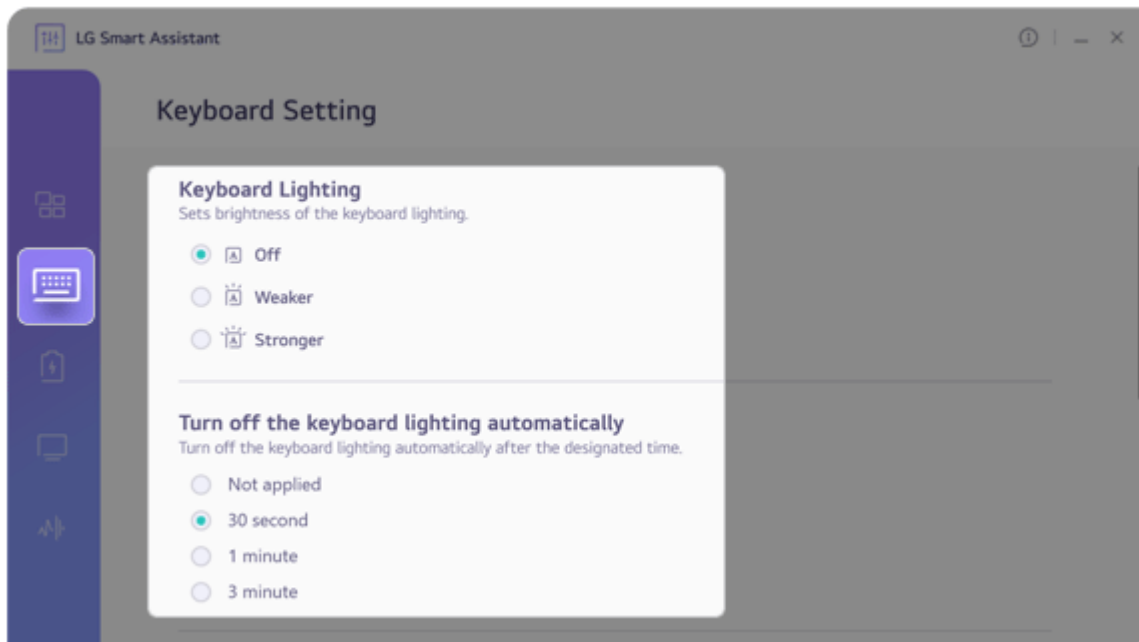 LG Smart Assistant
Keyboard Setting
Keyboard Lighting
Sets brightness of the keyboard lighting.
A Off
A Weaker
A Stronger
Turn off the keyboard lighting automatically
Turn off the keyboard lighting automatically after the designated time.
Not applied
30 second
1 minute
3 minute